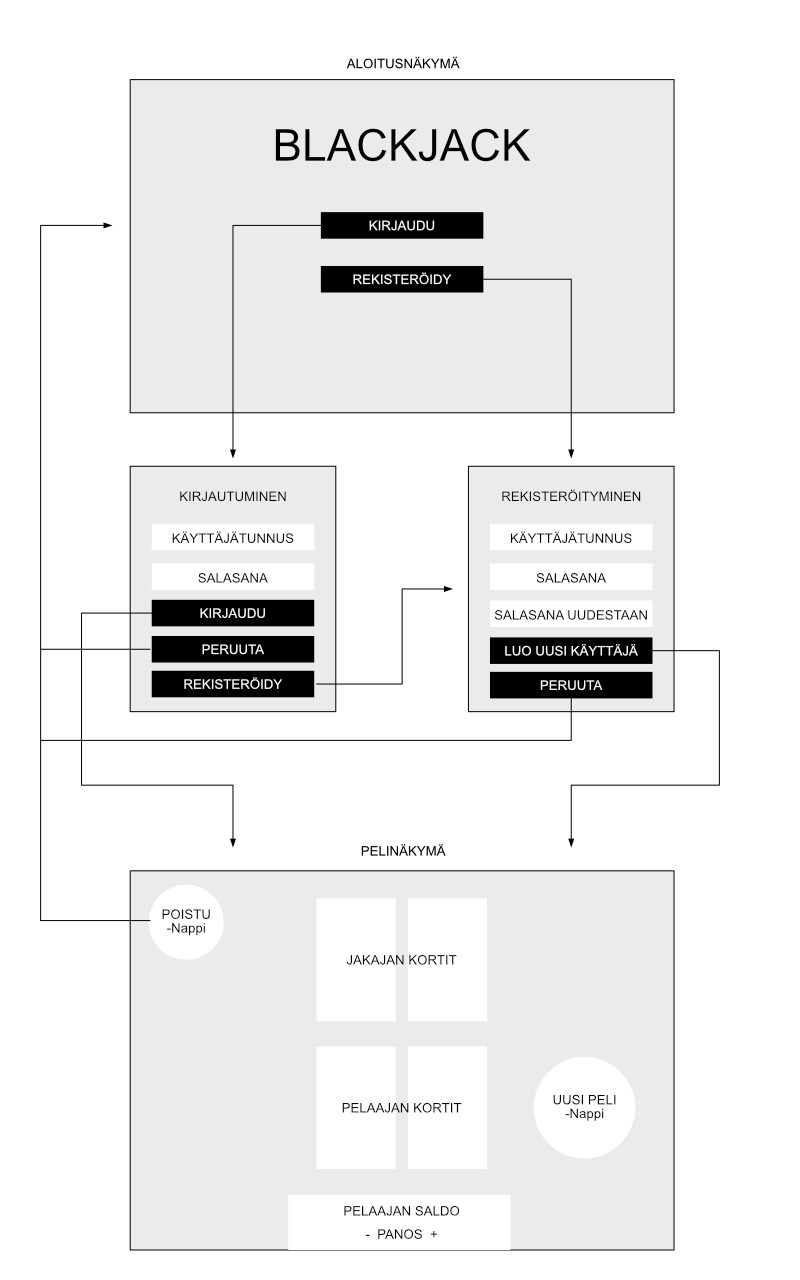 ALOITUSNÄKYMÄ
BLACKJACK
KIRJAUDU
REKISTERÖIDY
KIRJAUTUMINEN
KÄYTTÄJÄTUNNUS
SALASANA
KIRJAUDU
PERUUTA
REKISTERÖIDY
REKISTERÖITYMINEN
KÄYTTÄJÄTUNNUS
SALASANA
SALASANA UUDESTAAN
LUO UUSI KÄYTTÄJÄ
PERUUTA
PELINÄKYMÄ
POISTU
-Nappi
JAKAJAN KORTIT
PELAAJAN KORTIT
UUSI PELI
-Nappi
PELAAJAN SALDO
- PANOS +